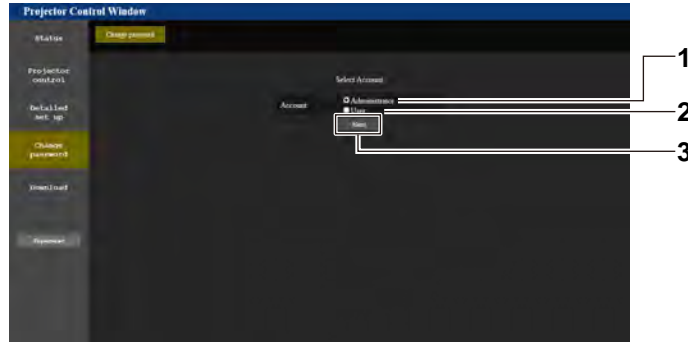 Projector Control Window
Status
Change password
Projector
control
Detailed
set up
Change
password
Download
Select Account
Account
Administrator
User
Next
1
2
3